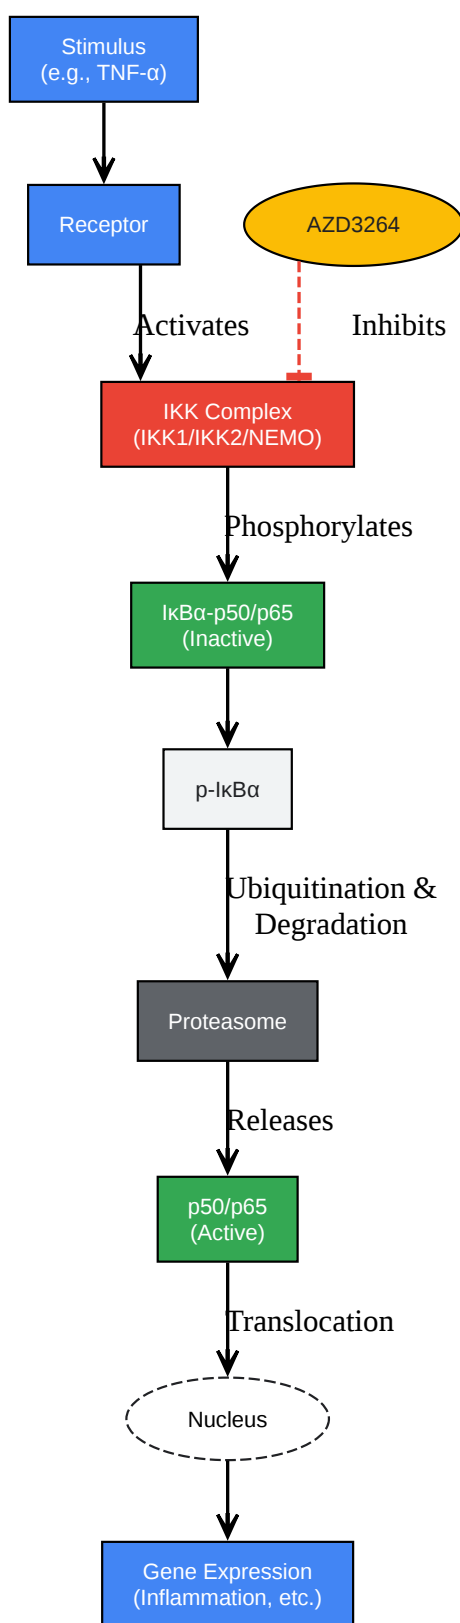 Stimulus
(e.g., TNF-α)
Receptor
AZD3264
Activates
Inhibits
IKK Complex
(IKK1/IKK2/NEMO)
Phosphorylates
IκBα-p50/p65
(Inactive)
p-IκBα
Ubiquitination &
Degradation
Proteasome
Releases
p50/p65
(Active)
Translocation
Nucleus
Gene Expression
(Inflammation, etc.)